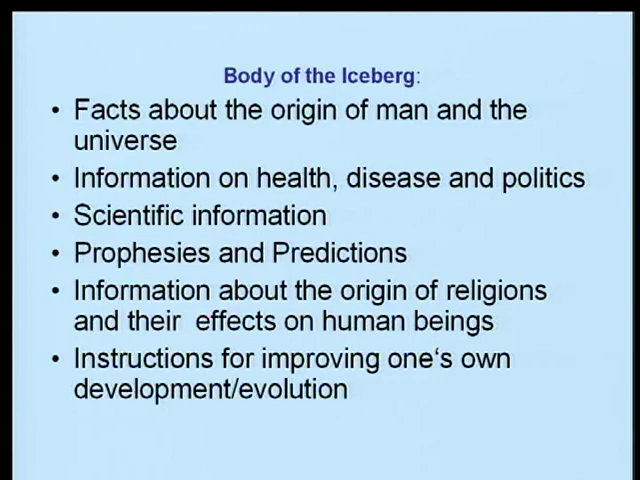 Body of the Iceberg:
• Facts about the origin of man and the
universe
• Information on health, disease and politics
• Scientific information
• Prophesies and Predictions
• Information about the origin of religions
and their  effects on human beings
• Instructions for improving one‘s own
development/evolution